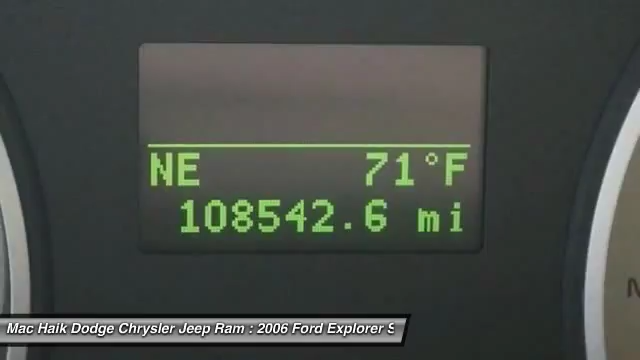 NE 71°F
108542.6 mi
Mac Haik Dodge Chrysler Jeep Ram : 2006 Ford Explorer S